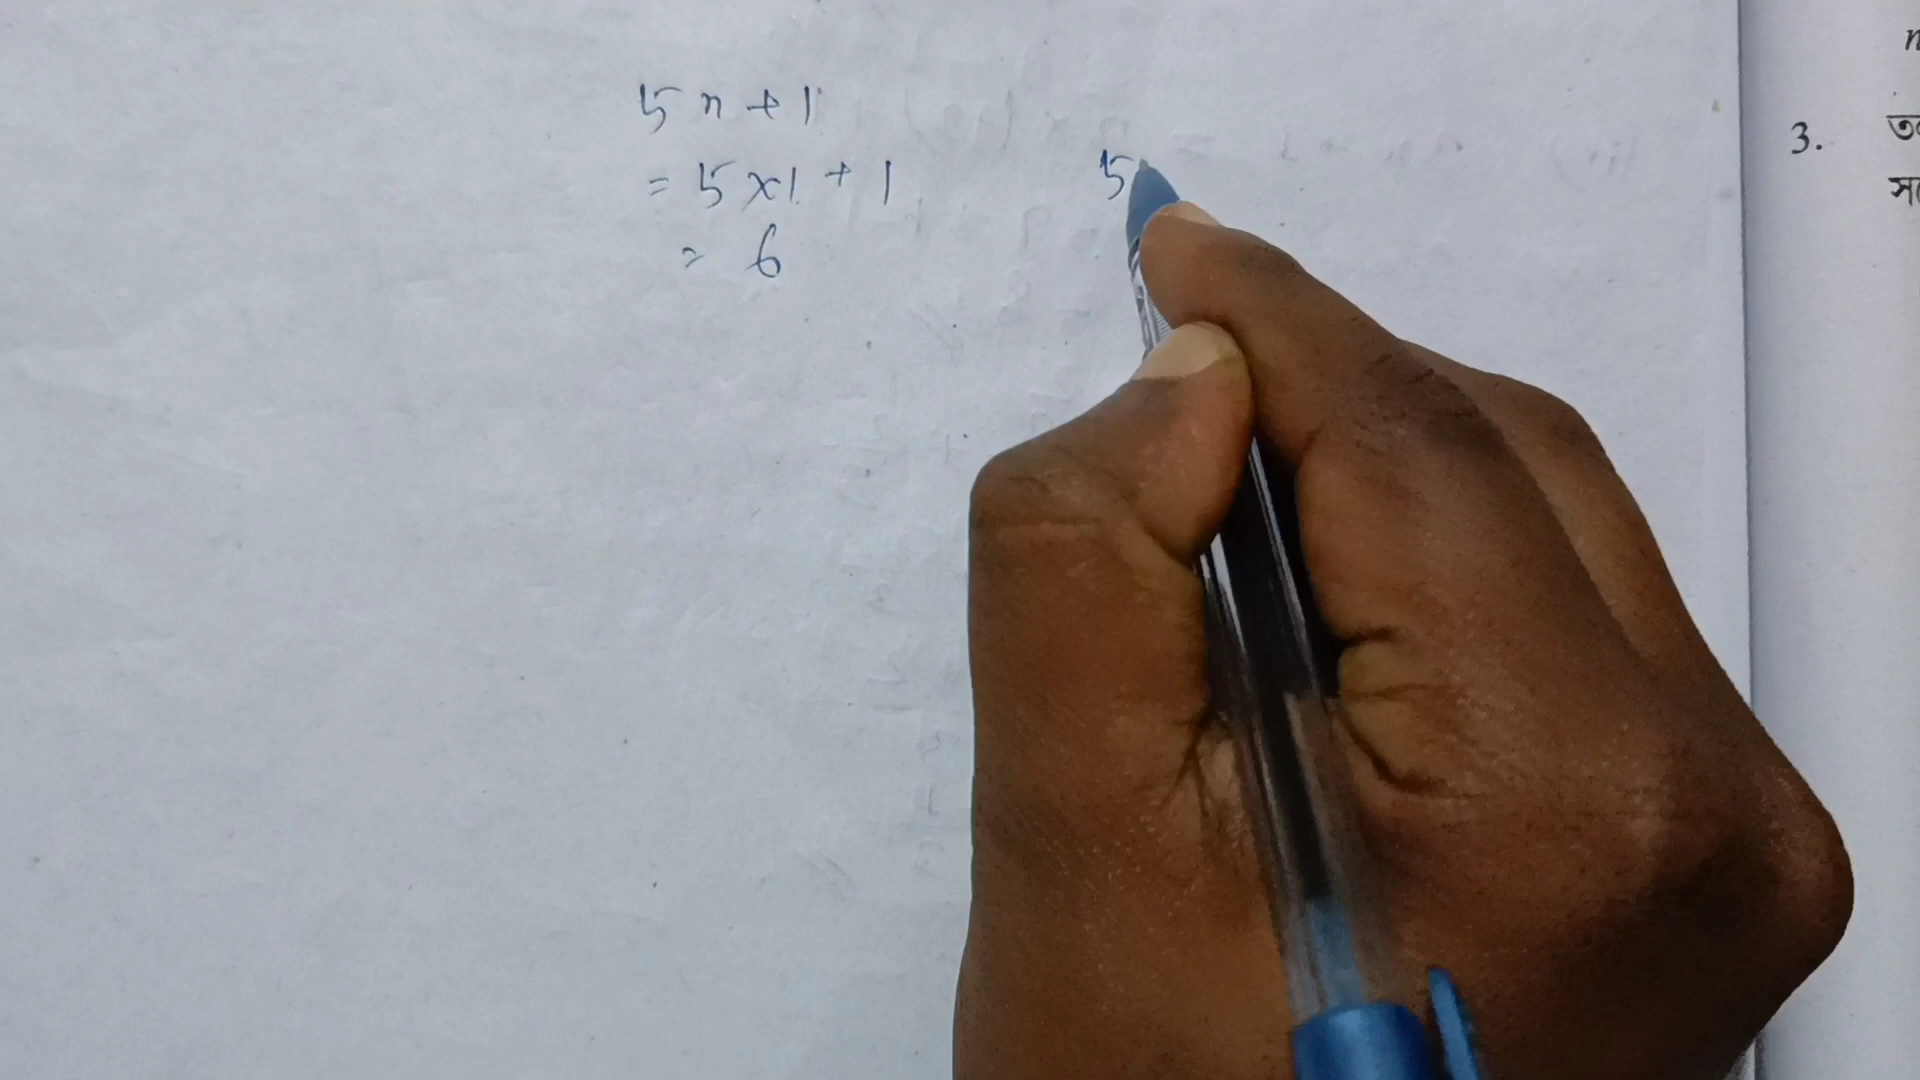 5n + 1
= 5 x 1 + 1
= 6
5
n
3.